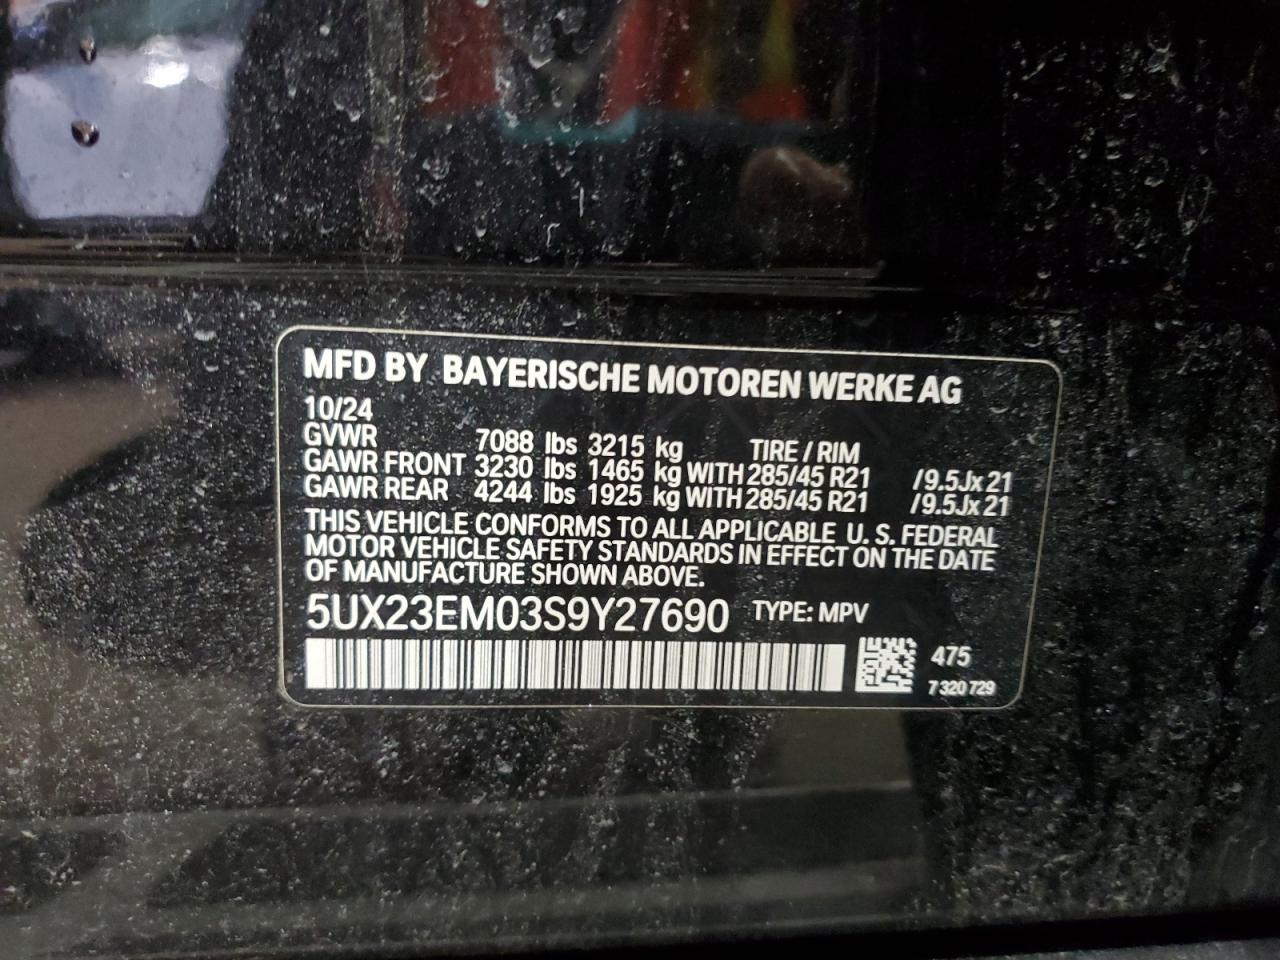 MFD BY BAYERISCHE MOTOREN WERKE AG
10/24
GVWR 7088 lbs 3215 kg TIRE / RIM
GAWR FRONT 3230 lbs 1465 kg WITH 285/45 R21 /9.5Jx21
GAWR REAR 4244 lbs 1925 kg WITH 285/45 R21 /9.5Jx21
THIS VEHICLE CONFORMS TO ALL APPLICABLE U. S. FEDERAL
MOTOR VEHICLE SAFETY STANDARDS IN EFFECT ON THE DATE
OF MANUFACTURE SHOWN ABOVE.
5UX23EM03S9Y27690 TYPE: MPV
475
7 320 729